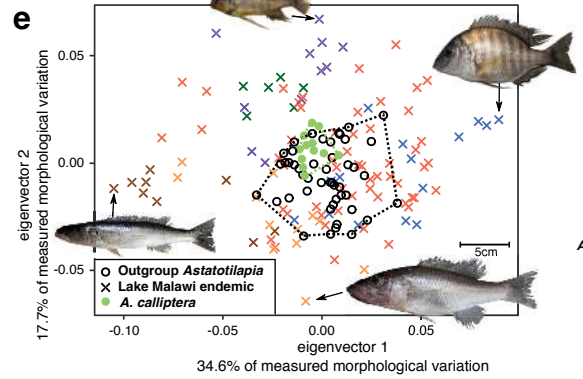 e
0.05
0.00
-0.05
eigenvector 2
17.7% of measured morphological variation
5cm
Outgroup Astatotilapia
Lake Malawi endemic
A. calliptera
-0.10
-0.05
0.00
0.05
eigenvector 1
34.6% of measured morphological variation